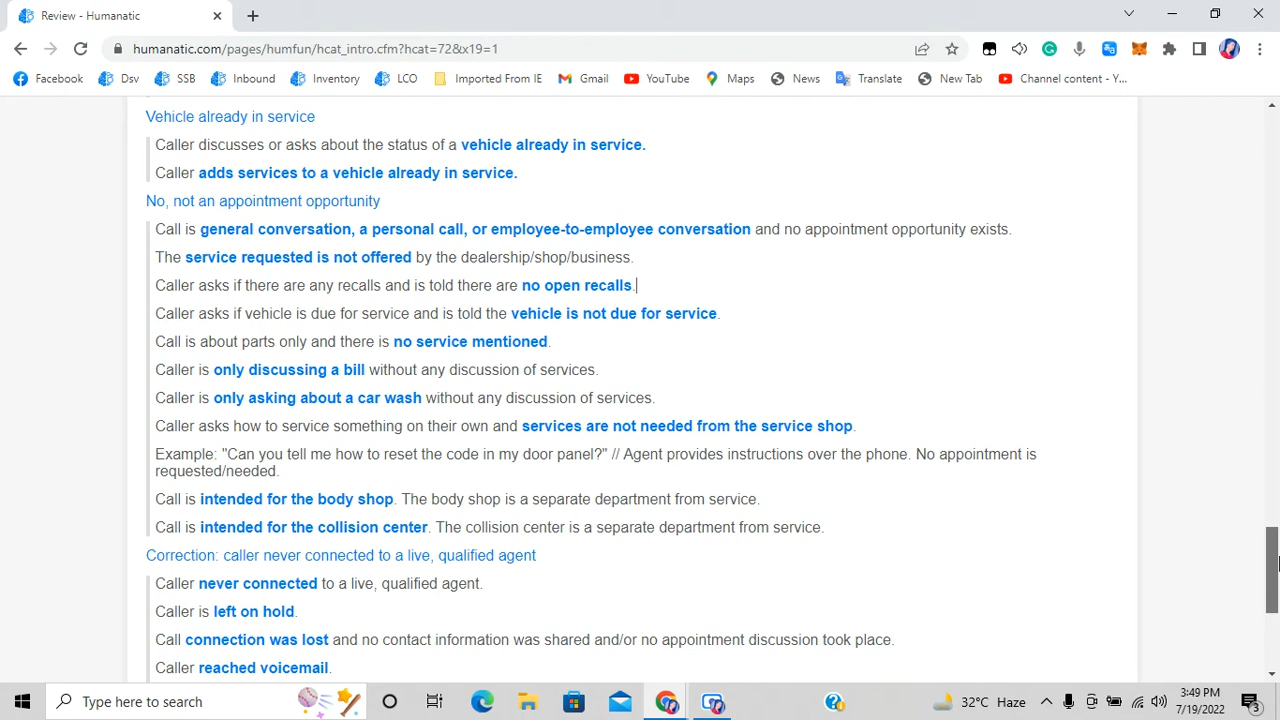 Review - Humanatic
humanatic.com/pages/humfun/hcat_intro.cfm?hcat=72&x19=1
Facebook Dsv SSB Inbound Inventory LCO Imported From IE Gmail YouTube Maps News Translate New Tab Channel content - Y...
Vehicle already in service
Caller discusses or asks about the status of a vehicle already in service.
Caller adds services to a vehicle already in service.
No, not an appointment opportunity
Call is general conversation, a personal call, or employee-to-employee conversation and no appointment opportunity exists.
The service requested is not offered by the dealership/shop/business.
Caller asks if there are any recalls and is told there are no open recalls.
Caller asks if vehicle is due for service and is told the vehicle is not due for service.
Call is about parts only and there is no service mentioned.
Caller is only discussing a bill without any discussion of services.
Caller is only asking about a car wash without any discussion of services.
Caller asks how to service something on their own and services are not needed from the service shop.
Example: "Can you tell me how to reset the code in my door panel?" // Agent provides instructions over the phone. No appointment is
requested/needed.
Call is intended for the body shop. The body shop is a separate department from service.
Call is intended for the collision center. The collision center is a separate department from service.
Correction: caller never connected to a live, qualified agent
Caller never connected to a live, qualified agent.
Caller is left on hold.
Call connection was lost and no contact information was shared and/or no appointment discussion took place.
Caller reached voicemail.
Type here to search
32°C Haze
3:49 PM
7/19/2022
3